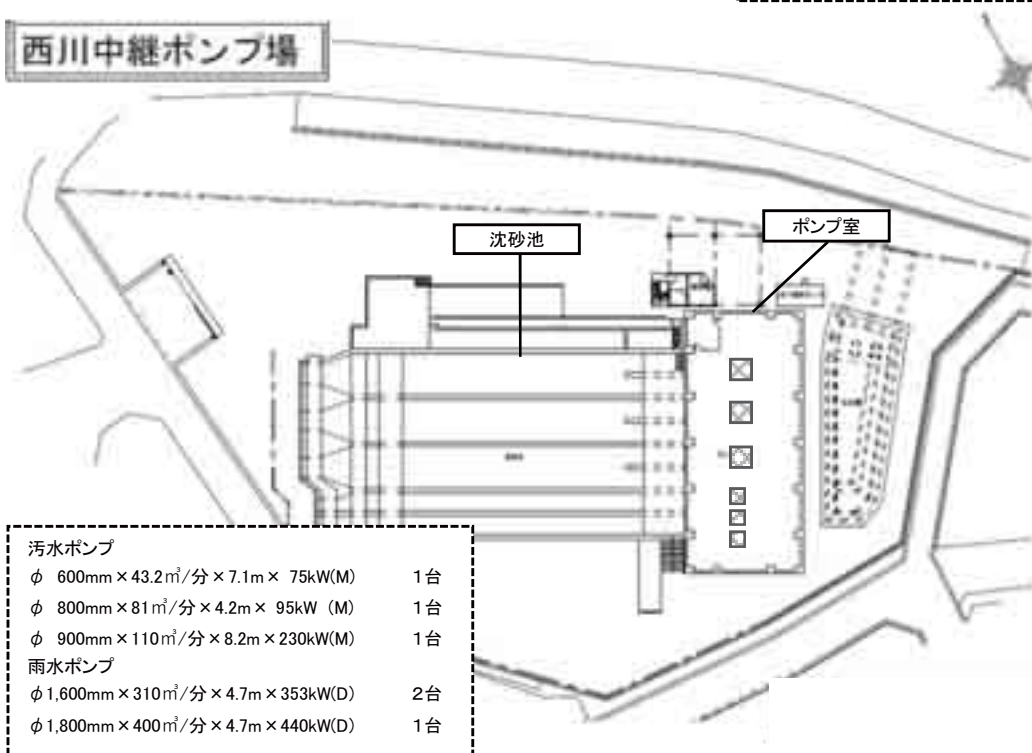 西川中継ポンプ場
沈砂池
ポンプ室
汚水ポンプ
φ 600mm×43.2㎥/分×7.1m× 75kW(M) 1台
φ 800mm×81㎥/分×4.2m× 95kW (M) 1台
φ 900mm×110㎥/分×8.2m×230kW(M) 1台
雨水ポンプ
φ1,600mm×310㎥/分×4.7m×353kW(D) 2台
φ1,800mm×400㎥/分×4.7m×440kW(D) 1台